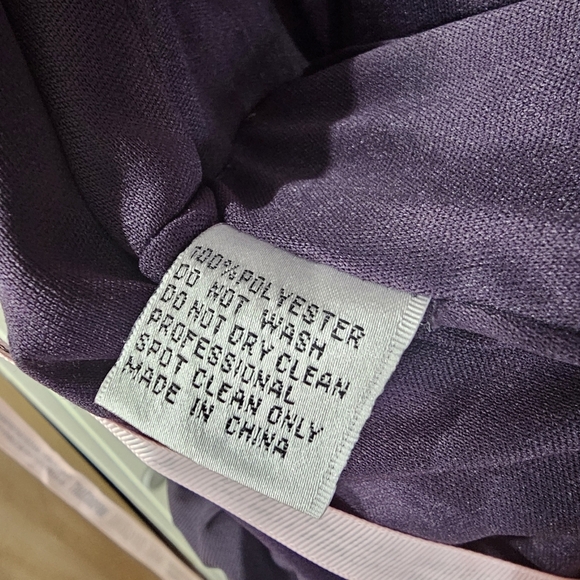 100% POLYESTER
DO NOT WASH
DO NOT DRY CLEAN
PROFESSIONAL
SPOT CLEAN ONLY
MADE IN CHINA